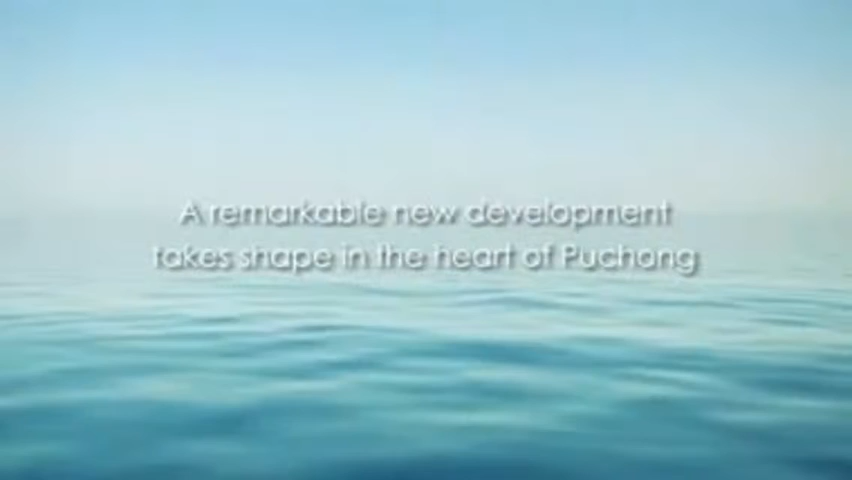 A remarkable new development
takes shape in the heart of Puchong